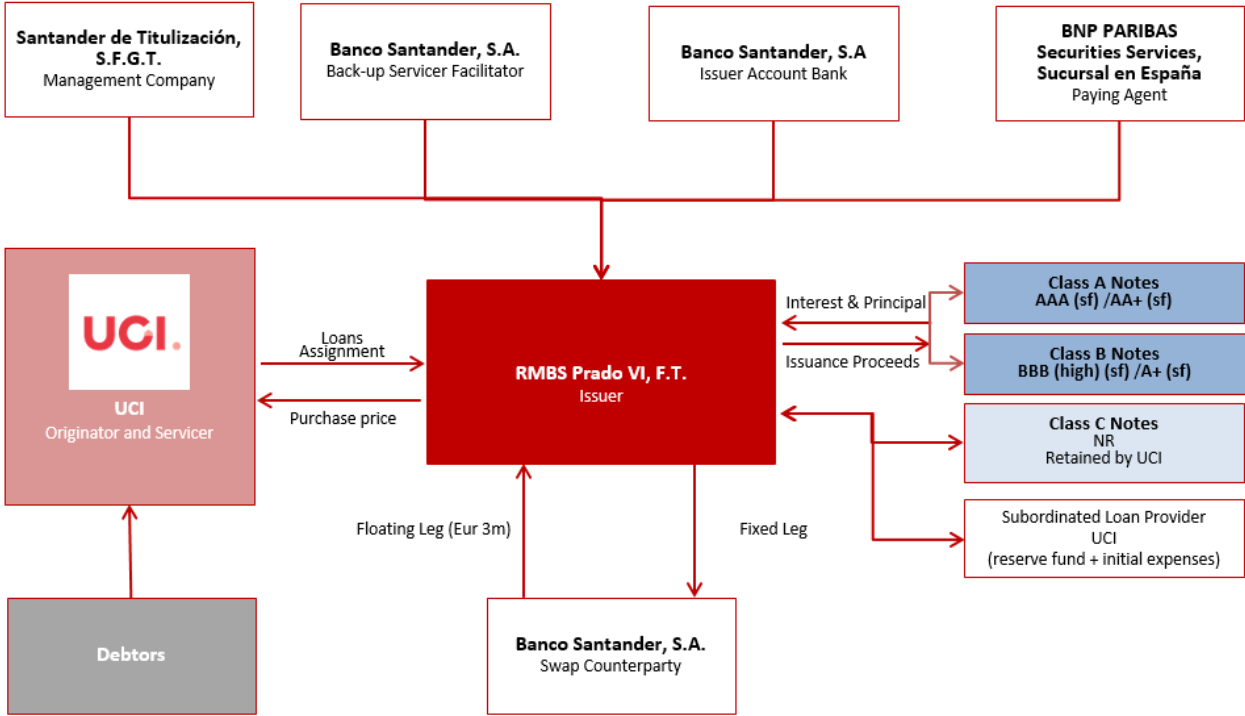 Santander de Titulización,
S.F.G.T.
Management Company
Banco Santander, S.A.
Back-up Servicer Facilitator
Banco Santander, S.A
Issuer Account Bank
BNP PARIBAS
Securities Services,
Sucursal en España
Paying Agent
UCI.
UCI
Originator and Servicer
Loans
Assignment
Purchase price
RMBS Prado VI, F.T.
Issuer
Interest & Principal
Issuance Proceeds
Class A Notes
AAA (sf) /AA+ (sf)
Class B Notes
BBB (high) (sf) /A+ (sf)
Class C Notes
NR
Retained by UCI
Subordinated Loan Provider
UCI
(reserve fund + initial expenses)
Floating Leg (Eur 3m)
Fixed Leg
Debtors
Banco Santander, S.A.
Swap Counterparty